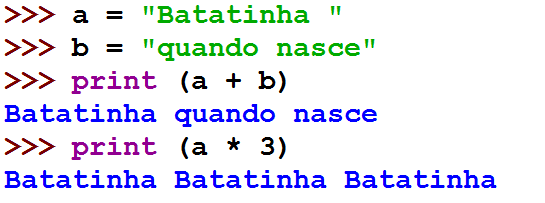 >>> a = "Batatinha "
>>> b = "quando nasce"
>>> print (a + b)
Batatinha quando nasce
>>> print (a * 3)
Batatinha Batatinha Batatinha